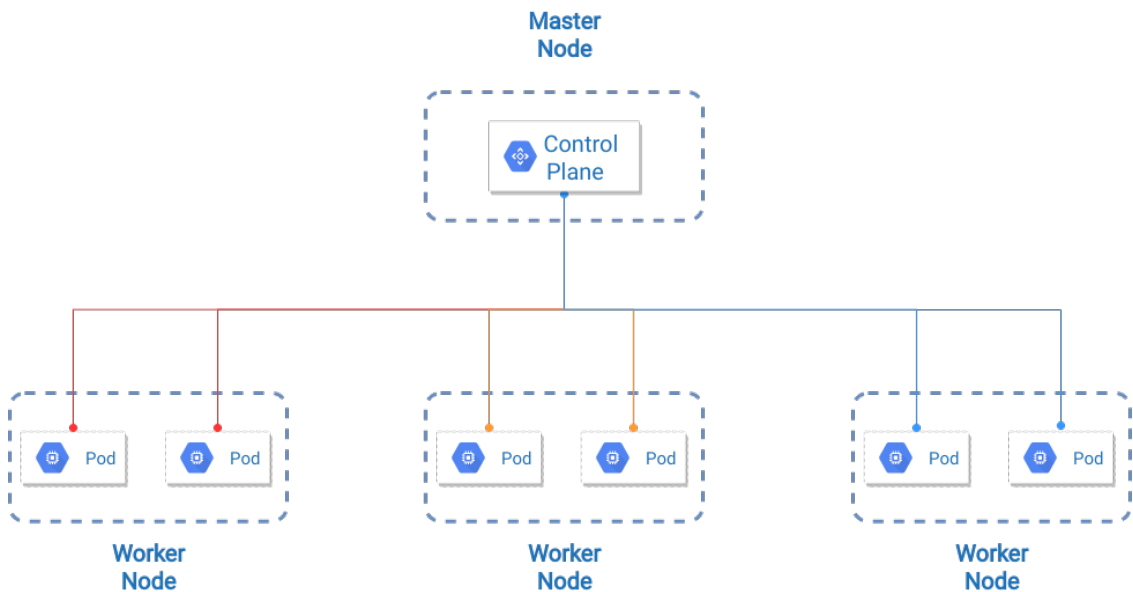 Master
Node
Control
Plane
Pod
Pod
Pod
Pod
Pod
Pod
Worker
Node
Worker
Node
Worker
Node